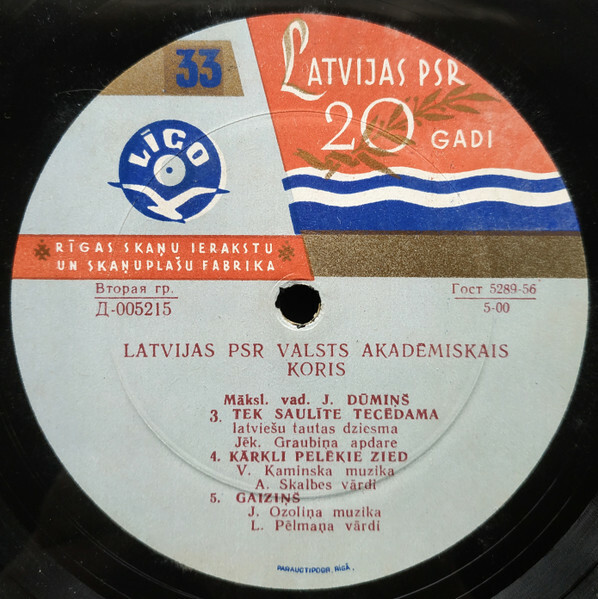 33
LATVIJAS PSR
20 GADI
LĪGO
RĪGAS SKAŅU IERAKSTU
UN SKAŅUPLAŠU FABRIKA
Вторая гр.
Д-005215
Гост 5289-56
5-00
LATVIJAS PSR VALSTS AKADĒMISKAIS
KORIS
Māksl. vad. J. DŪMIŅŠ
3. TEK SAULĪTE TECĒDAMA
latviešu tautas dziesma
Jēk. Graubiņa apdare
4. KĀRKLI PELĒKIE ZIED
V. Kaminska muzika
A. Skalbes vārdi
5. GAIZIŅŠ
J. Ozoliņa muzika
L. Pēlmaņa vārdi
PARAUGTIPOGR. RĪGĀ.